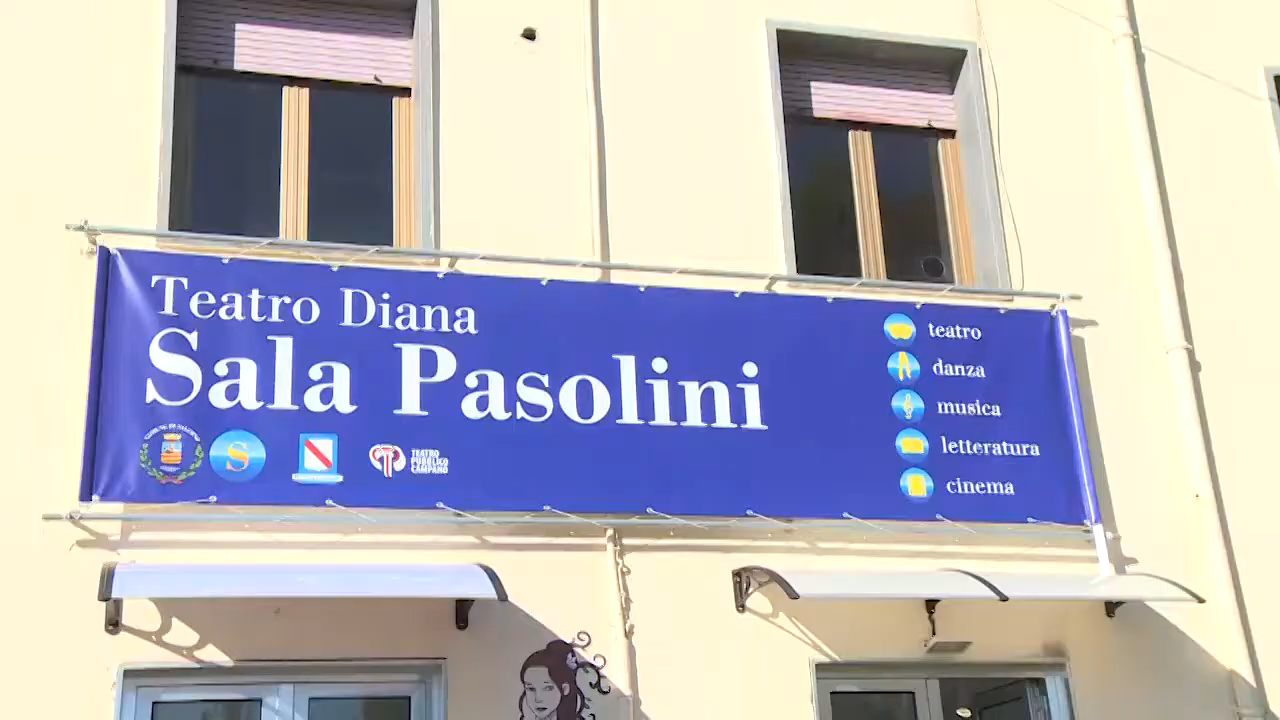 Teatro Diana
Sala Pasolini
teatro
danza
musica
letteratura
cinema
S
TEATRO
PUBBLICO
CAMPANO